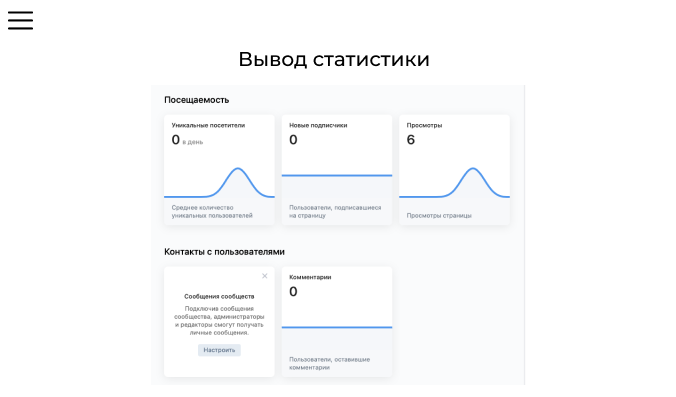 Вывод статистики
Посещаемость
Уникальные посетители
0 в день
Среднее количество
уникальных пользователей
Новые подписчики
0
Пользователи, подписавшиеся
на страницу
Просмотры
6
Просмотры страницы
Контакты с пользователями
Сообщения сообществa
Подключив сообщения
сообщества, администраторы
и редакторы смогут получать
личные сообщения.
Настроить
Комментарии
0
Пользователи, оставившие
комментарии